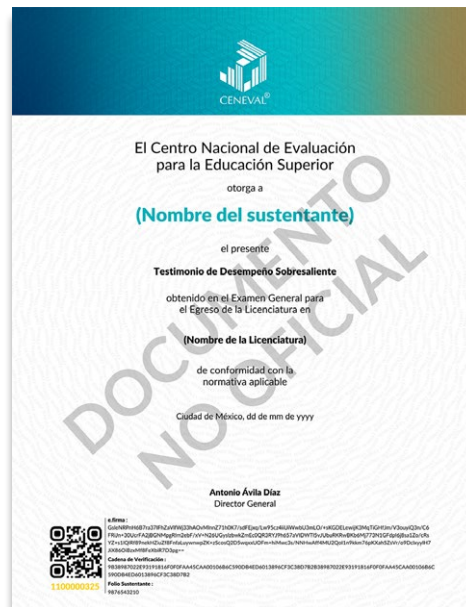 CENEVAL®
El Centro Nacional de Evaluación
para la Educación Superior
otorga a
(Nombre del sustentante)
el presente
Testimonio de Desempeño Sobresaliente
obtenido en el Examen General para
el Egreso de la Licenciatura en
(Nombre de la Licenciatura)
de conformidad con la
normativa aplicable
Ciudad de México, dd de mm de yyyy
DOCUMENTO
NO OFICIAL
Antonio Ávila Díaz
Director General
e.firma:
Cadena de Verificación:
Folio Sustentante:
9876543210
1100000325